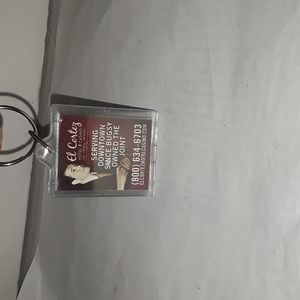 El Cortez
SERVING
DOWNTOWN
SINCE BUGSY
OWNED THE
JOINT
(800) 634-6703
ELCORTEZHOTELCASINO.COM